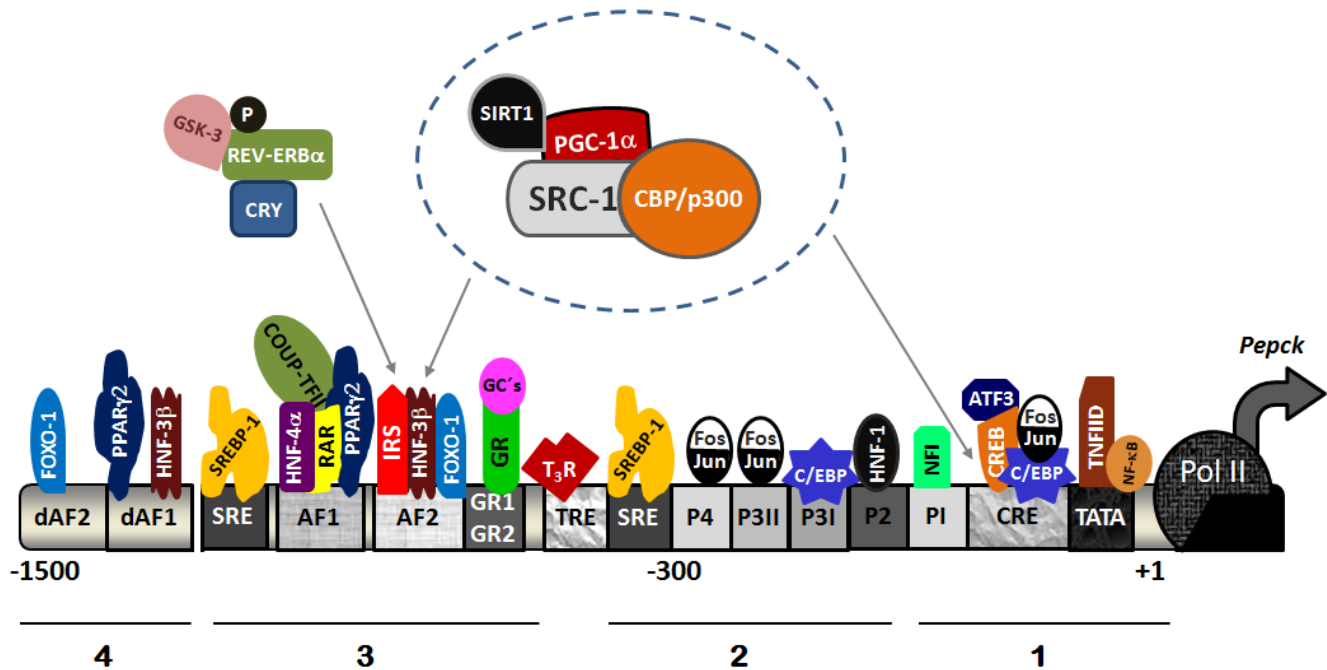 GSK-3
P
REV-ERBα
CRY
SIRT1
PGC-1α
SRC-1
CBP/p300
Pepck
FOXO-1
PPARγ2
HNF-3β
SREBP-1
COUP-TFII
HNF-4α
RAR
PPARγ2
IRS
HNF-3β
FOXO-1
GC´s
GR
T3R
SREBP-1
Fos
Jun
Fos
Jun
C/EBP
HNF-1
NFI
ATF3
CREB
Fos
Jun
C/EBP
TNFIID
NF-κB
Pol II
dAF2
dAF1
SRE
AF1
AF2
GR1
GR2
TRE
SRE
P4
P3II
P3I
P2
PI
CRE
TATA
-1500
-300
+1
4
3
2
1